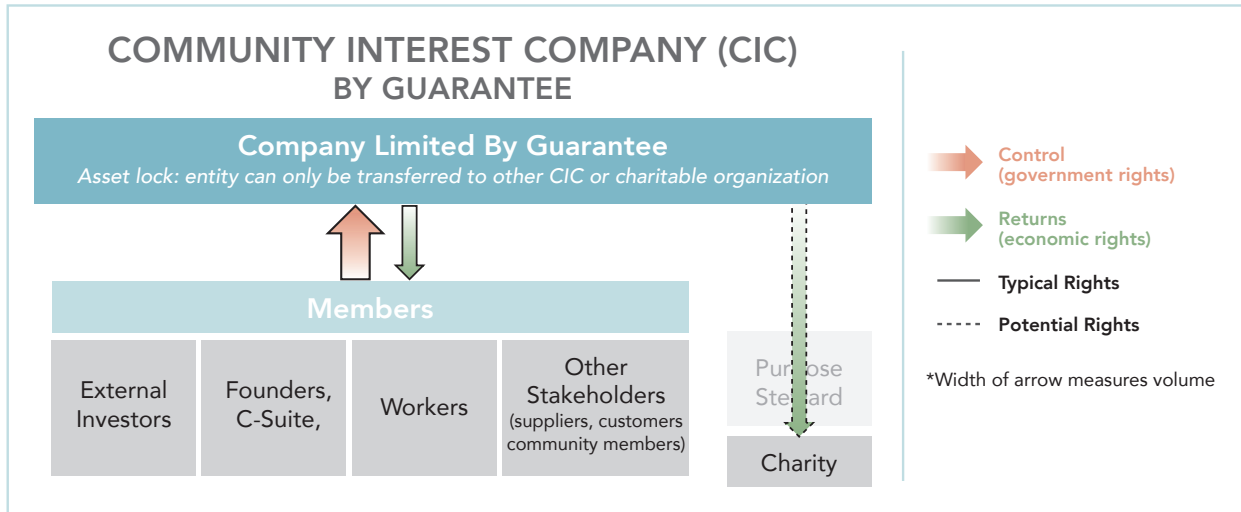 COMMUNITY INTEREST COMPANY (CIC)
BY GUARANTEE
Company Limited By Guarantee
Asset lock: entity can only be transferred to other CIC or charitable organization
Members
External
Investors
Founders,
C-Suite,
Workers
Other
Stakeholders
(suppliers, customers
community members)
Purpose
Steward
Charity
Control
(government rights)
Returns
(economic rights)
Typical Rights
Potential Rights
*Width of arrow measures volume